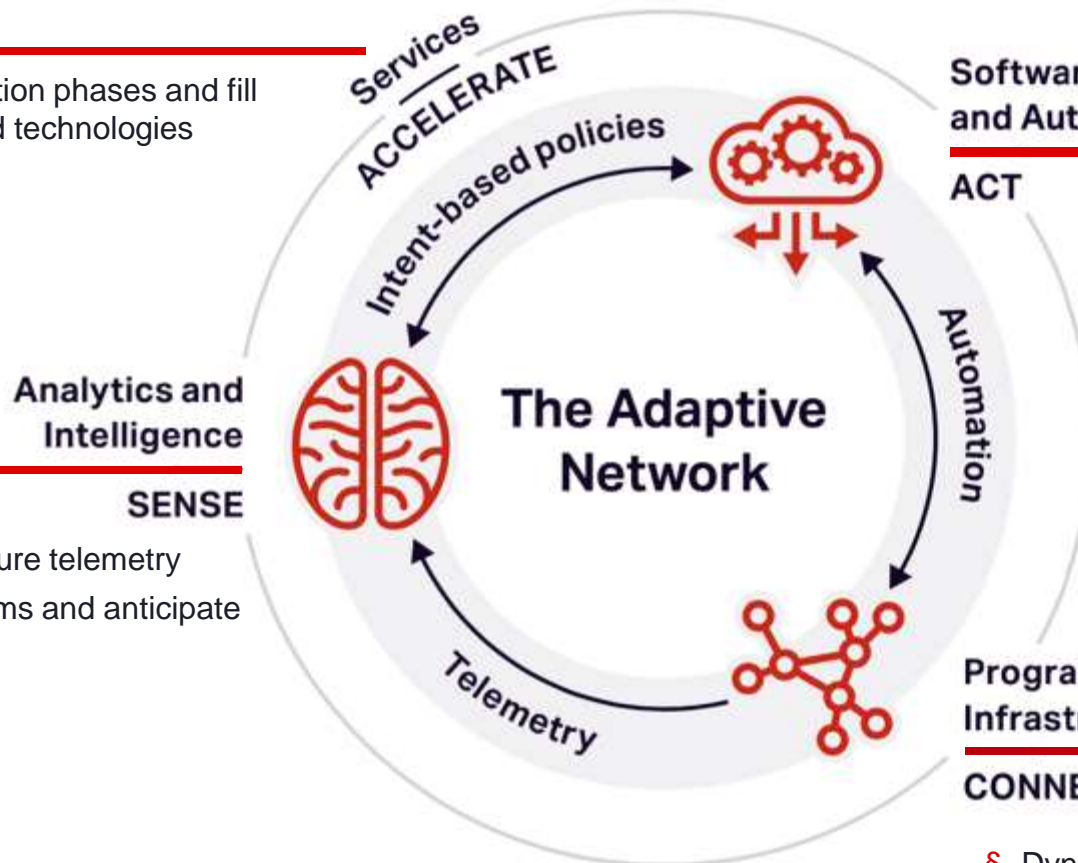 Services
ACCELERATE
tion phases and fill
d technologies
Softwar
and Aut
ACT
Intent-based policies
Automation
Analytics and
Intelligence
SENSE
The Adaptive
Network
ure telemetry
ms and anticipate
Telemetry
Progra
Infrast
CONNE
§ Dyn